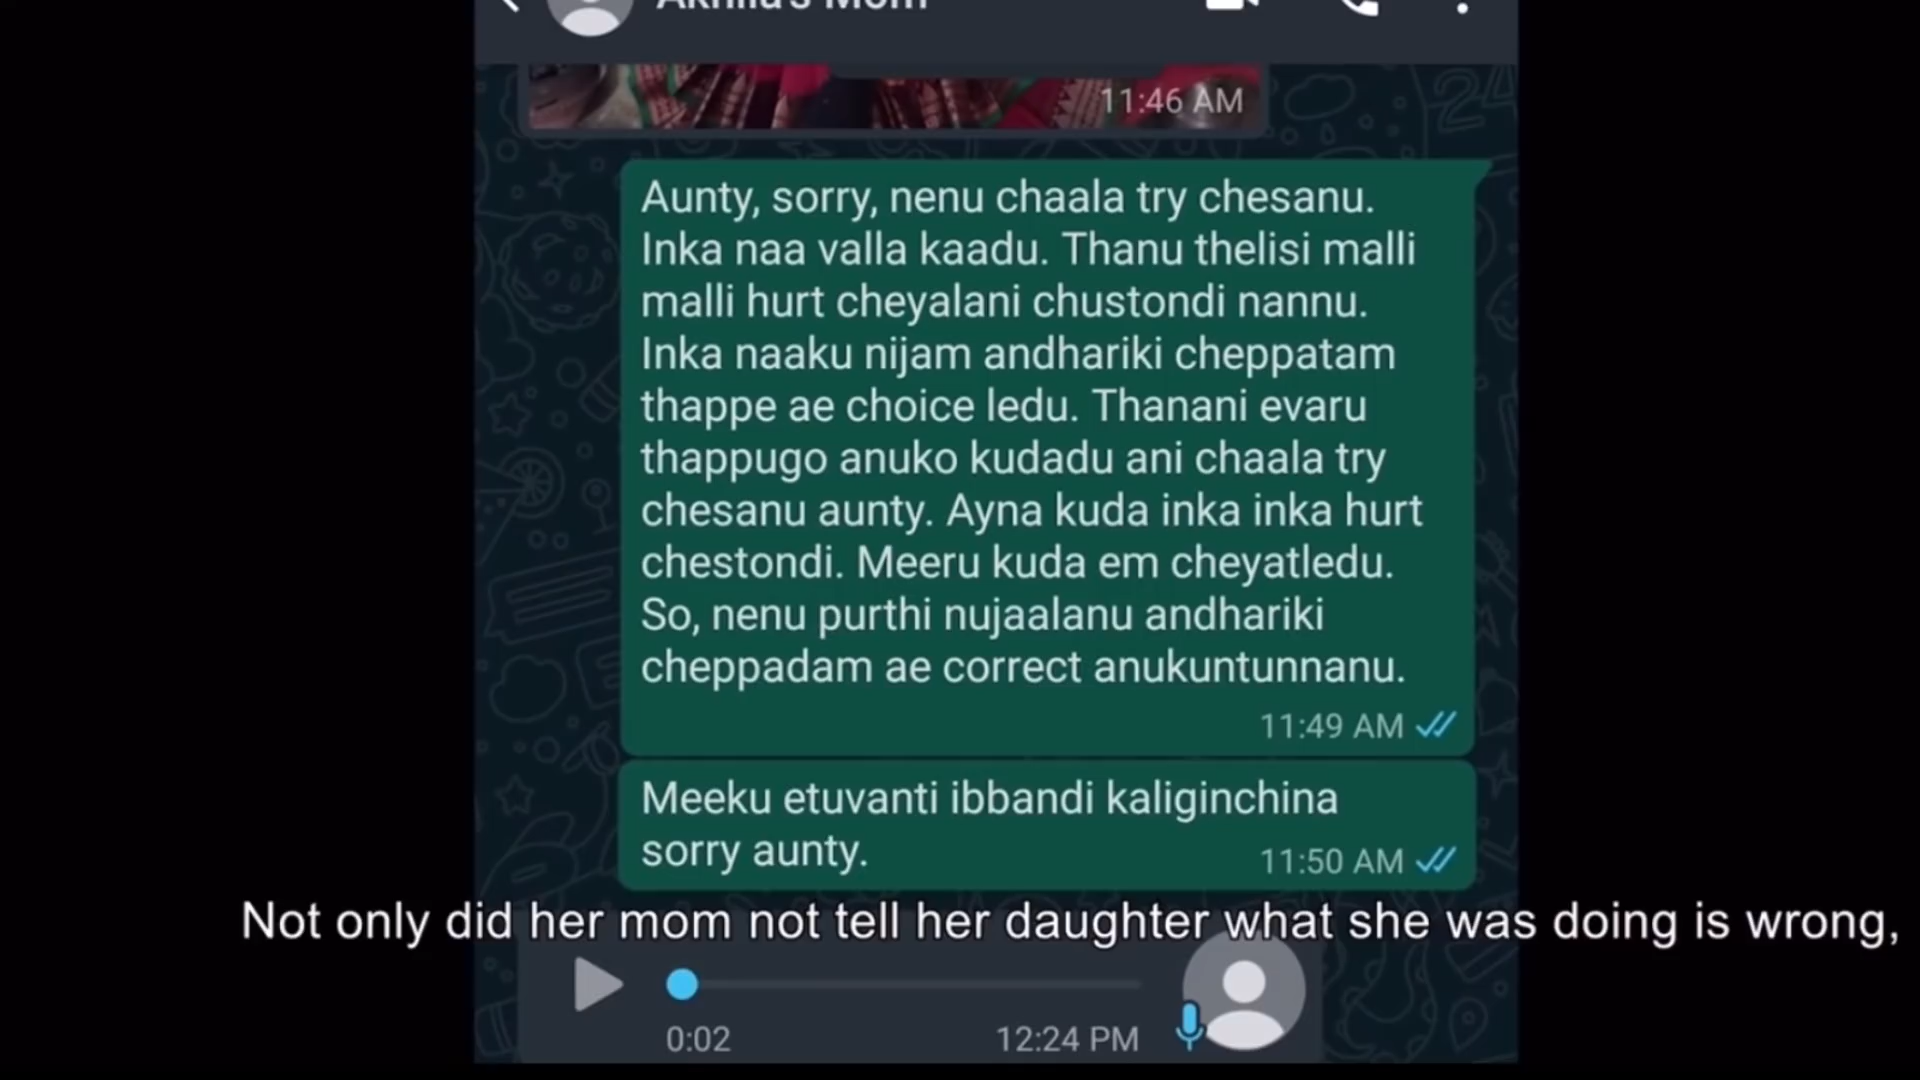 Akhila's Mom
11:46 AM
Aunty, sorry, nenu chaala try chesanu.
Inka naa valla kaadu. Thanu thelisi malli
malli hurt cheyalani chustondi nannu.
Inka naaku nijam andhariki cheppatam
thappe ae choice ledu. Thanani evaru
thappugo anuko kudadu ani chaala try
chesanu aunty. Ayna kuda inka inka hurt
chestondi. Meeru kuda em cheyatledu.
So, nenu purthi nujaalanu andhariki
cheppadam ae correct anukuntunnanu.
11:49 AM
Meeku etuvanti ibbandi kaliginchina
sorry aunty.
11:50 AM
Not only did her mom not tell her daughter what she was doing is wrong,
0:02
12:24 PM